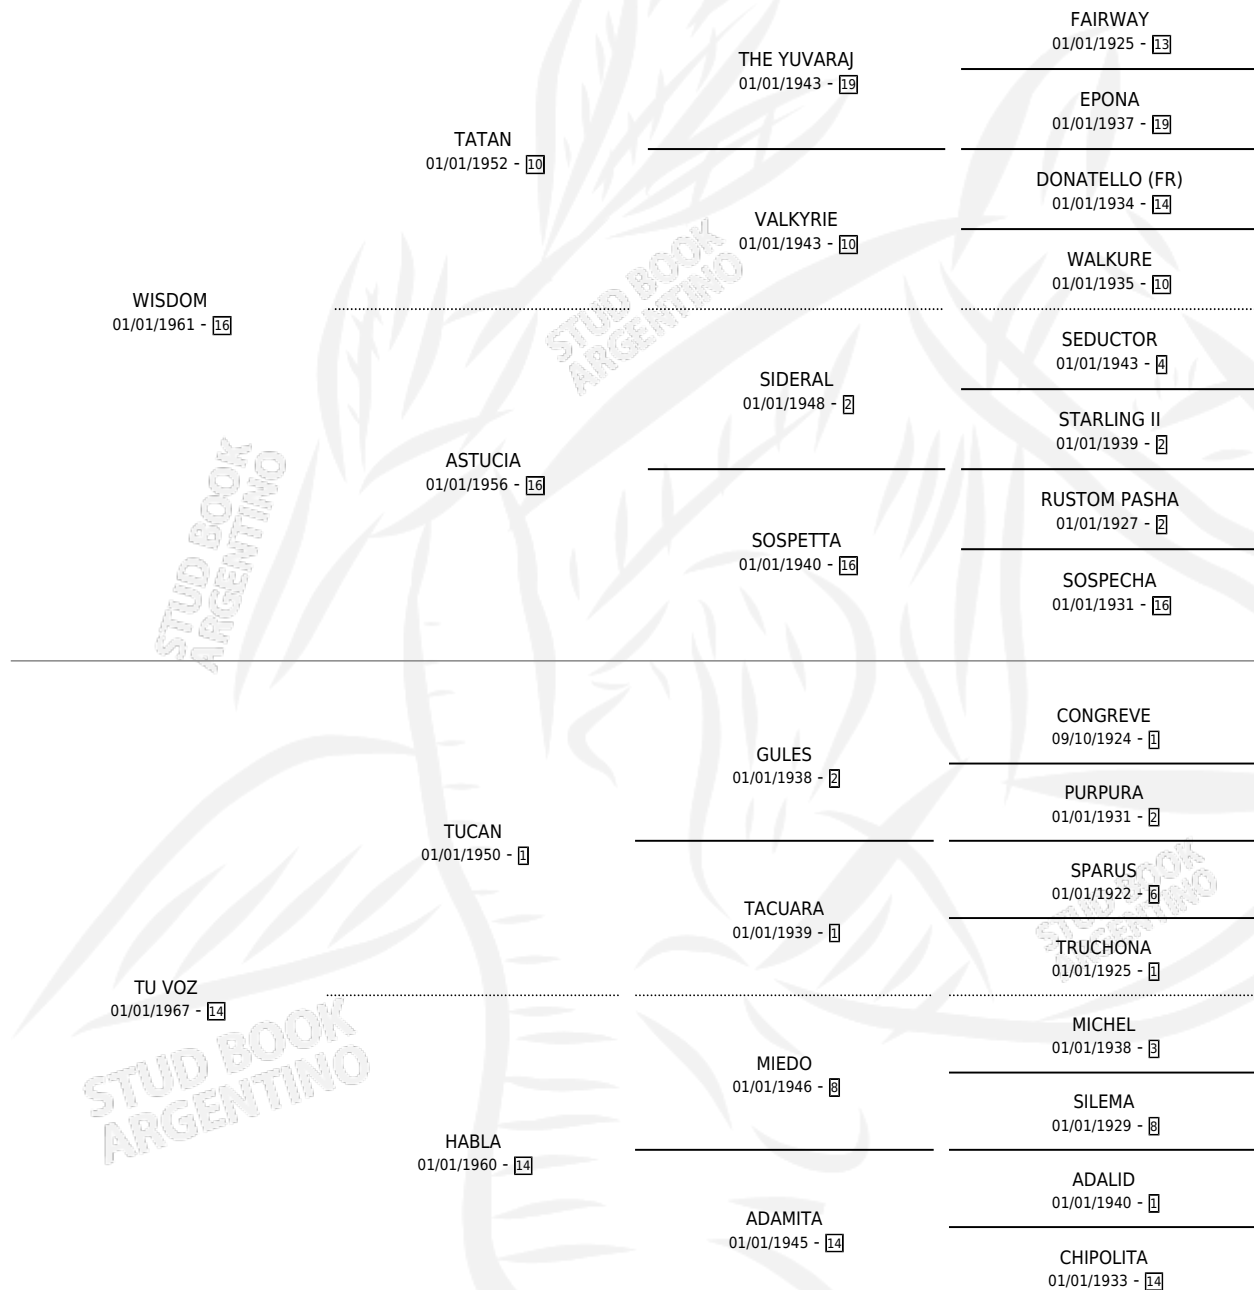 FAIRWAY
01/01/1925 - 13
THE YUVARAJ
01/01/1943 - 19
EPONA
01/01/1937 - 19
TATAN
01/01/1952 - 10
DONATELLO (FR)
01/01/1934 - 14
VALKYRIE
01/01/1943 - 10
WALKURE
01/01/1935 - 10
WISDOM
01/01/1961 - 16
SEDUCTOR
01/01/1943 - 4
SIDERAL
01/01/1948 - 2
STARLING II
01/01/1939 - 2
ASTUCIA
01/01/1956 - 16
RUSTOM PASHA
01/01/1927 - 2
SOSPETTA
01/01/1940 - 16
SOSPECHA
01/01/1931 - 16
CONGREVE
09/10/1924 - 1
GULES
01/01/1938 - 2
PURPURA
01/01/1931 - 2
TUCAN
01/01/1950 - 1
SPARUS
01/01/1922 - 6
TACUARA
01/01/1939 - 1
TRUCHONA
01/01/1925 - 1
TU VOZ
01/01/1967 - 14
MICHEL
01/01/1938 - 3
MIEDO
01/01/1946 - 8
SILEMA
01/01/1929 - 8
HABLA
01/01/1960 - 14
ADALID
01/01/1940 - 1
ADAMITA
01/01/1945 - 14
CHIPOLITA
01/01/1933 - 14
STUD BOOK
ARGENTINO
STUD BOOK
ARGENTINO
STUD BOOK
ARGENTINO
STUD BOOK
ARGENTINO